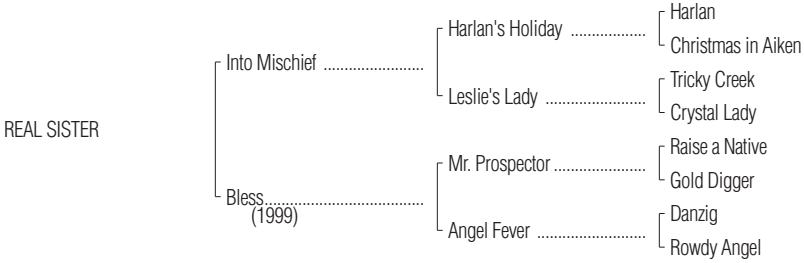 Harlan
Harlan's Holiday ....................
Christmas in Aiken
Into Mischief ..........................
Tricky Creek
Leslie's Lady ..........................
Crystal Lady
REAL SISTER
Raise a Native
Mr. Prospector ........................
Gold Digger
Bless..........................................
(1999)
Danzig
Angel Fever ............................
Rowdy Angel